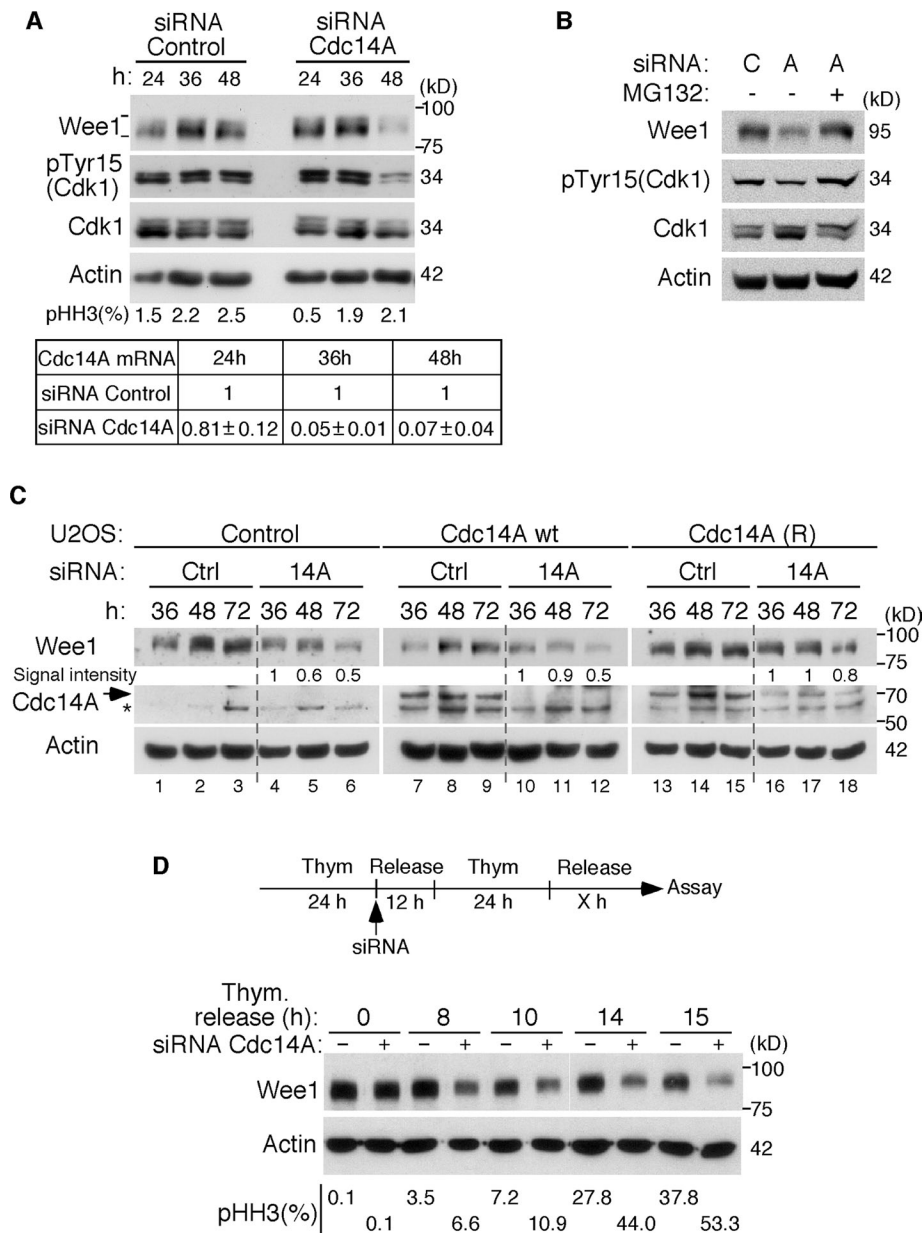 A
siRNA Control siRNA Cdc14A
h: 24 36 48 24 36 48 (kD)
100
Wee1
75
pTyr15 (Cdk1) 34
Cdk1 34
Actin 42
pHH3(%) 1.5 2.2 2.5 0.5 1.9 2.1
Cdc14A mRNA 24h 36h 48h
siRNA Control 1 1 1
siRNA Cdc14A 0.81±0.12 0.05±0.01 0.07±0.04
B
siRNA: C A A
MG132: - - + (kD)
Wee1 95
pTyr15(Cdk1) 34
Cdk1 34
Actin 42
C
U2OS: Control Cdc14A wt Cdc14A (R)
siRNA: Ctrl 14A Ctrl 14A Ctrl 14A
h: 36 48 72 36 48 72 36 48 72 36 48 72 36 48 72 36 48 72 (kD)
Wee1 100
75
Signal intensity 1 0.6 0.5 1 0.9 0.5 1 1 0.8
Cdc14A 70
*
50
Actin 42
1 2 3 4 5 6 7 8 9 10 11 12 13 14 15 16 17 18
D
Thym Release Thym Release
Assay
24 h 12 h 24 h X h
siRNA
Thym.
release (h): 0 8 10 14 15
siRNA Cdc14A: – + – + – + – + – + (kD)
100
Wee1
75
Actin 42
0.1 3.5 7.2 27.8 37.8
pHH3(%)
0.1 6.6 10.9 44.0 53.3